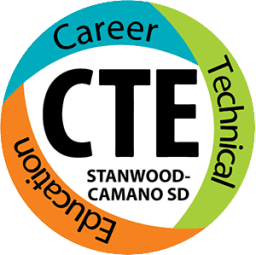 Career
Technical
Education
CTE
STANWOOD-
CAMANO SD